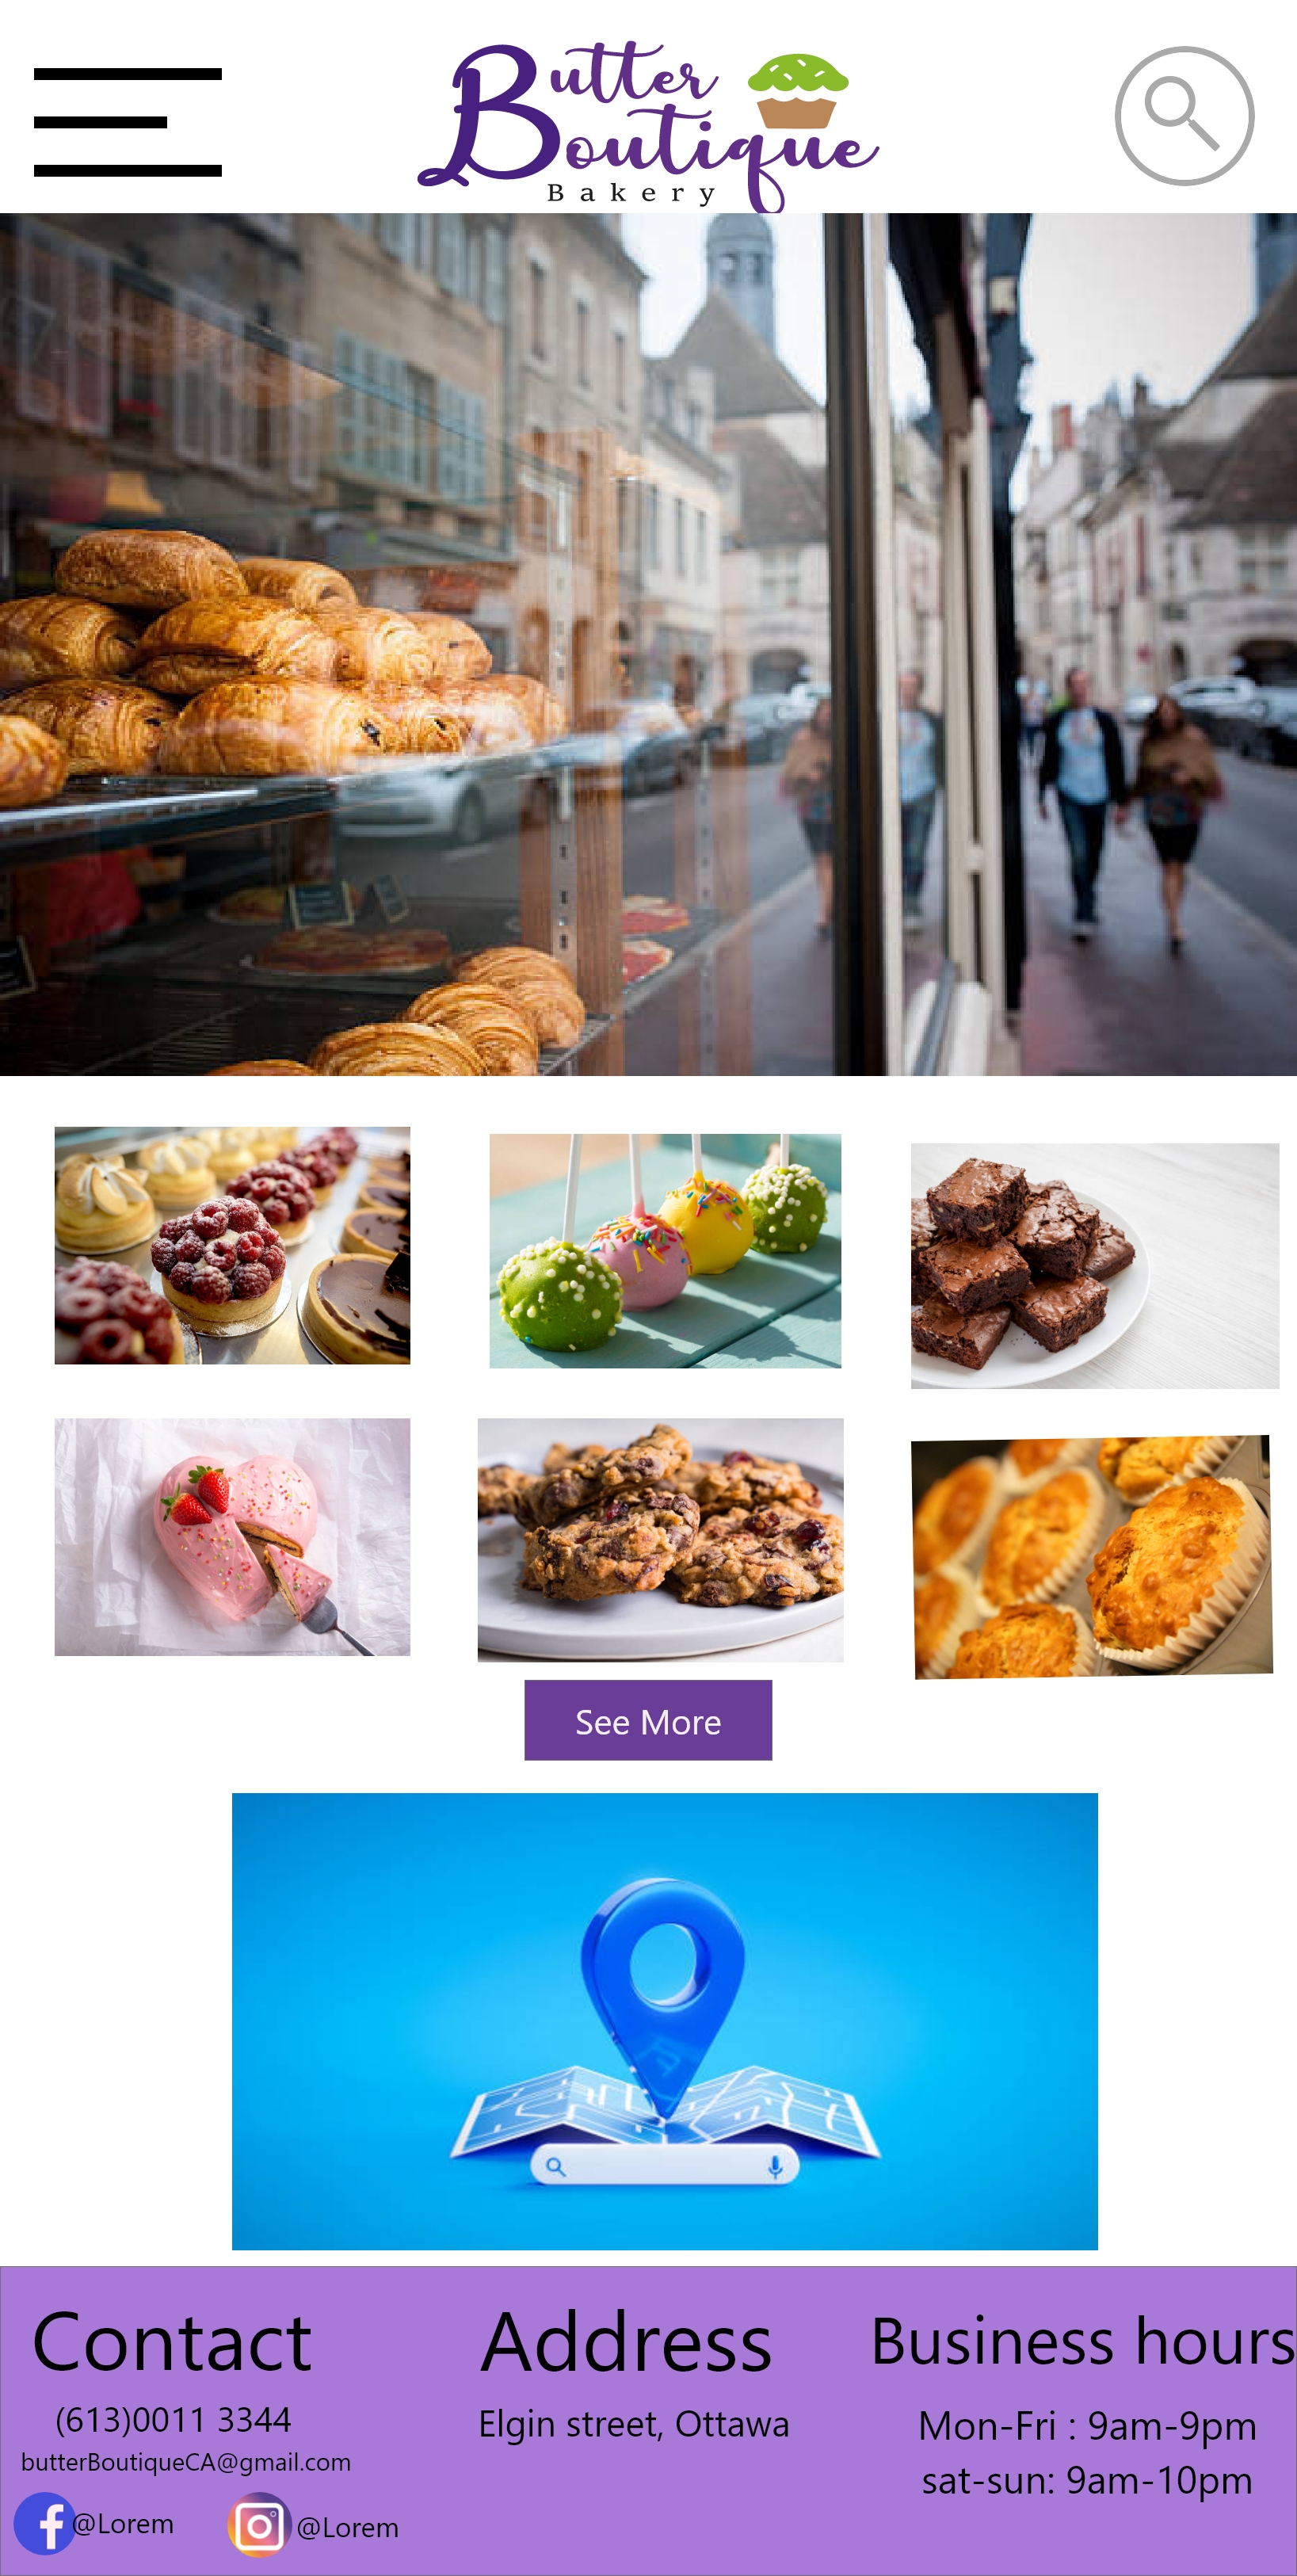 Butter
Boutique
Bakery
See More
Contact
(613)0011 3344
butterBoutiqueCA@gmail.com
@Lorem
@Lorem
Address
Elgin street, Ottawa
Business hours
Mon-Fri : 9am-9pm
sat-sun: 9am-10pm